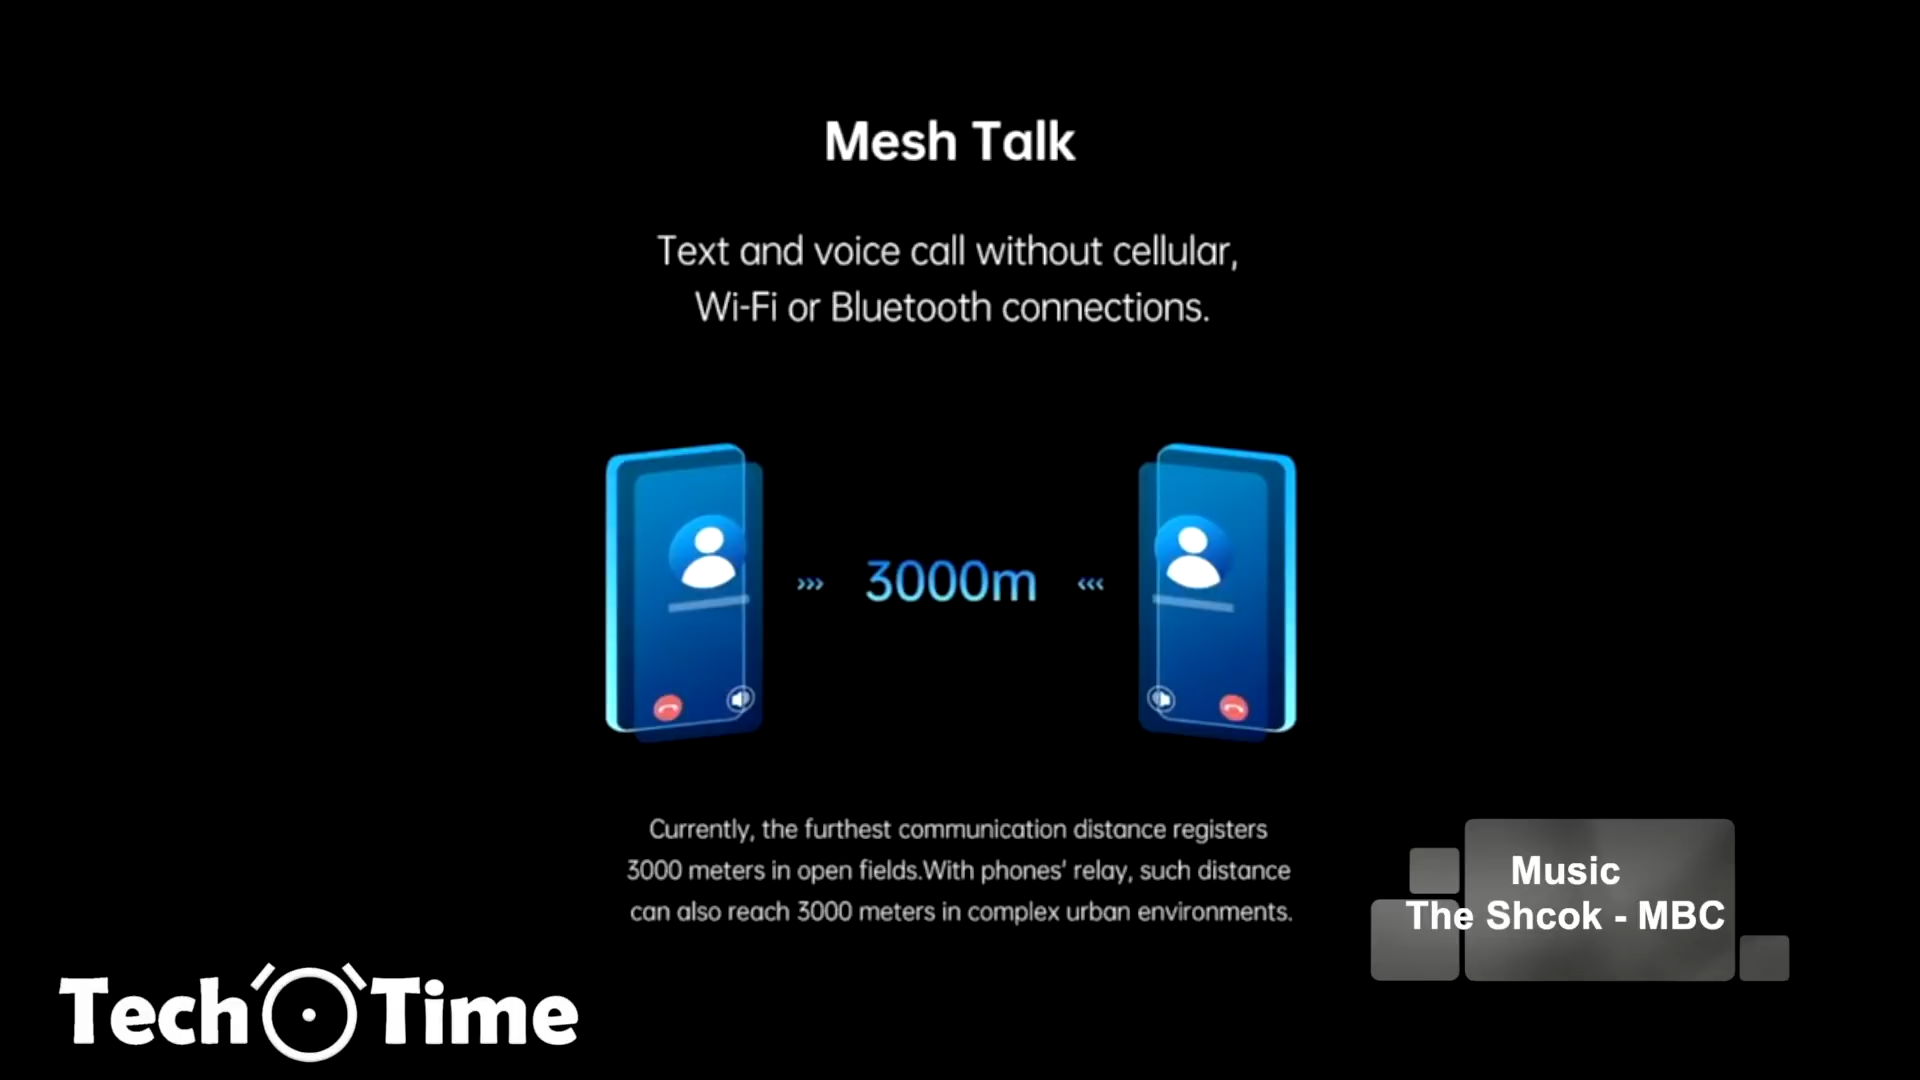 Mesh Talk
Text and voice call without cellular,
Wi-Fi or Bluetooth connections.
3000m
Currently, the furthest communication distance registers
3000 meters in open fields.With phones' relay, such distance
can also reach 3000 meters in complex urban environments.
Music
The Shcok - MBC
Tech Time